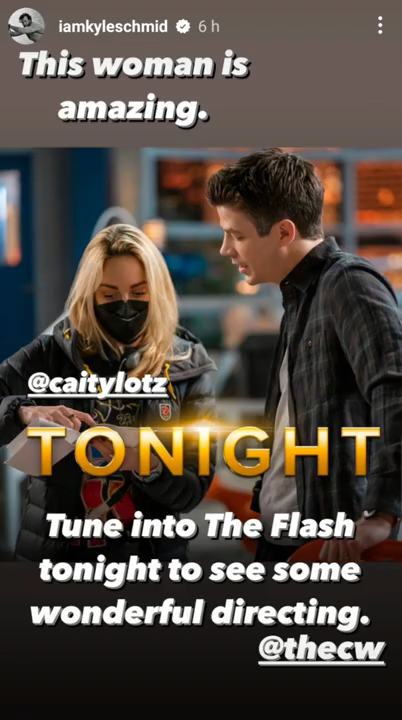 iamkyleschmid 6 h
This woman is
amazing.
@caitylotz
TONIGHT
Tune into The Flash
tonight to see some
wonderful directing.
@thecw